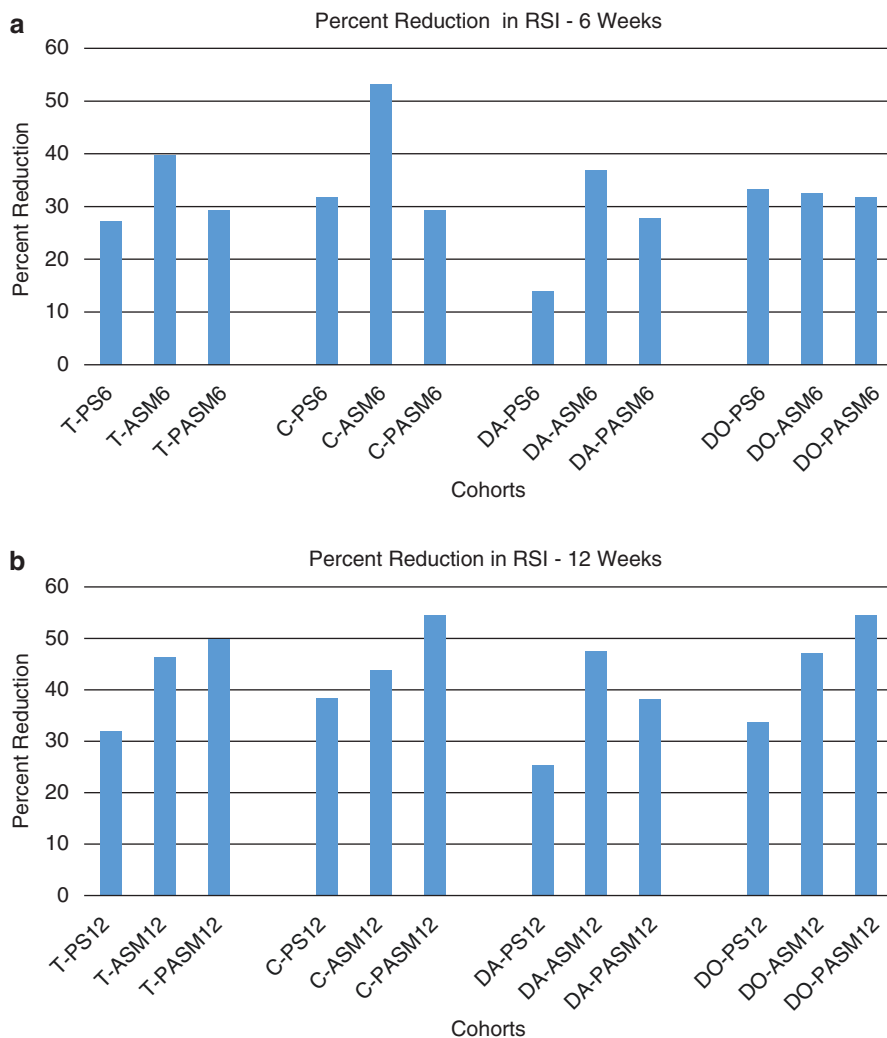 a
Percent Reduction in RSI - 6 Weeks
60
50
40
30
20
10
0
Percent Reduction
T-PS6
T-ASM6
T-PASM6
C-PS6
C-ASM6
C-PASM6
DA-PS6
DA-ASM6
DA-PASM6
DO-PS6
DO-ASM6
DO-PASM6
Cohorts
b
Percent Reduction in RSI - 12 Weeks
60
50
40
30
20
10
0
Percent Reduction
T-PS12
T-ASM12
T-PASM12
C-PS12
C-ASM12
C-PASM12
DA-PS12
DA-ASM12
DA-PASM12
DO-PS12
DO-ASM12
DO-PASM12
Cohorts